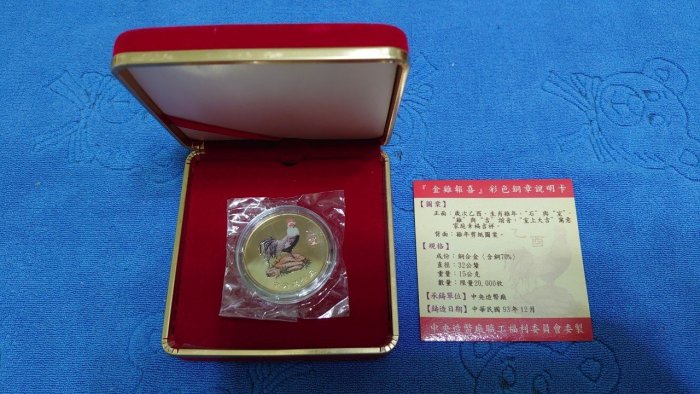 『金雞報喜』彩色銅章說明卡
【圖案】
正面：歲次乙酉，生肖雞年，"石"與"室"
"雞"與"吉"諧音，"室上大吉"寓意
家庭幸福吉祥。
背面：雞年剪紙圖案。
【規格】
成份：銅合金（含銅70%）
直徑：32公釐
重量：15公克
數量：限量20,000枚
【承鑄單位】中央造幣廠
【鑄造日期】中華民國93年12月
中央造幣廠職工福利委員會委製
乙酉